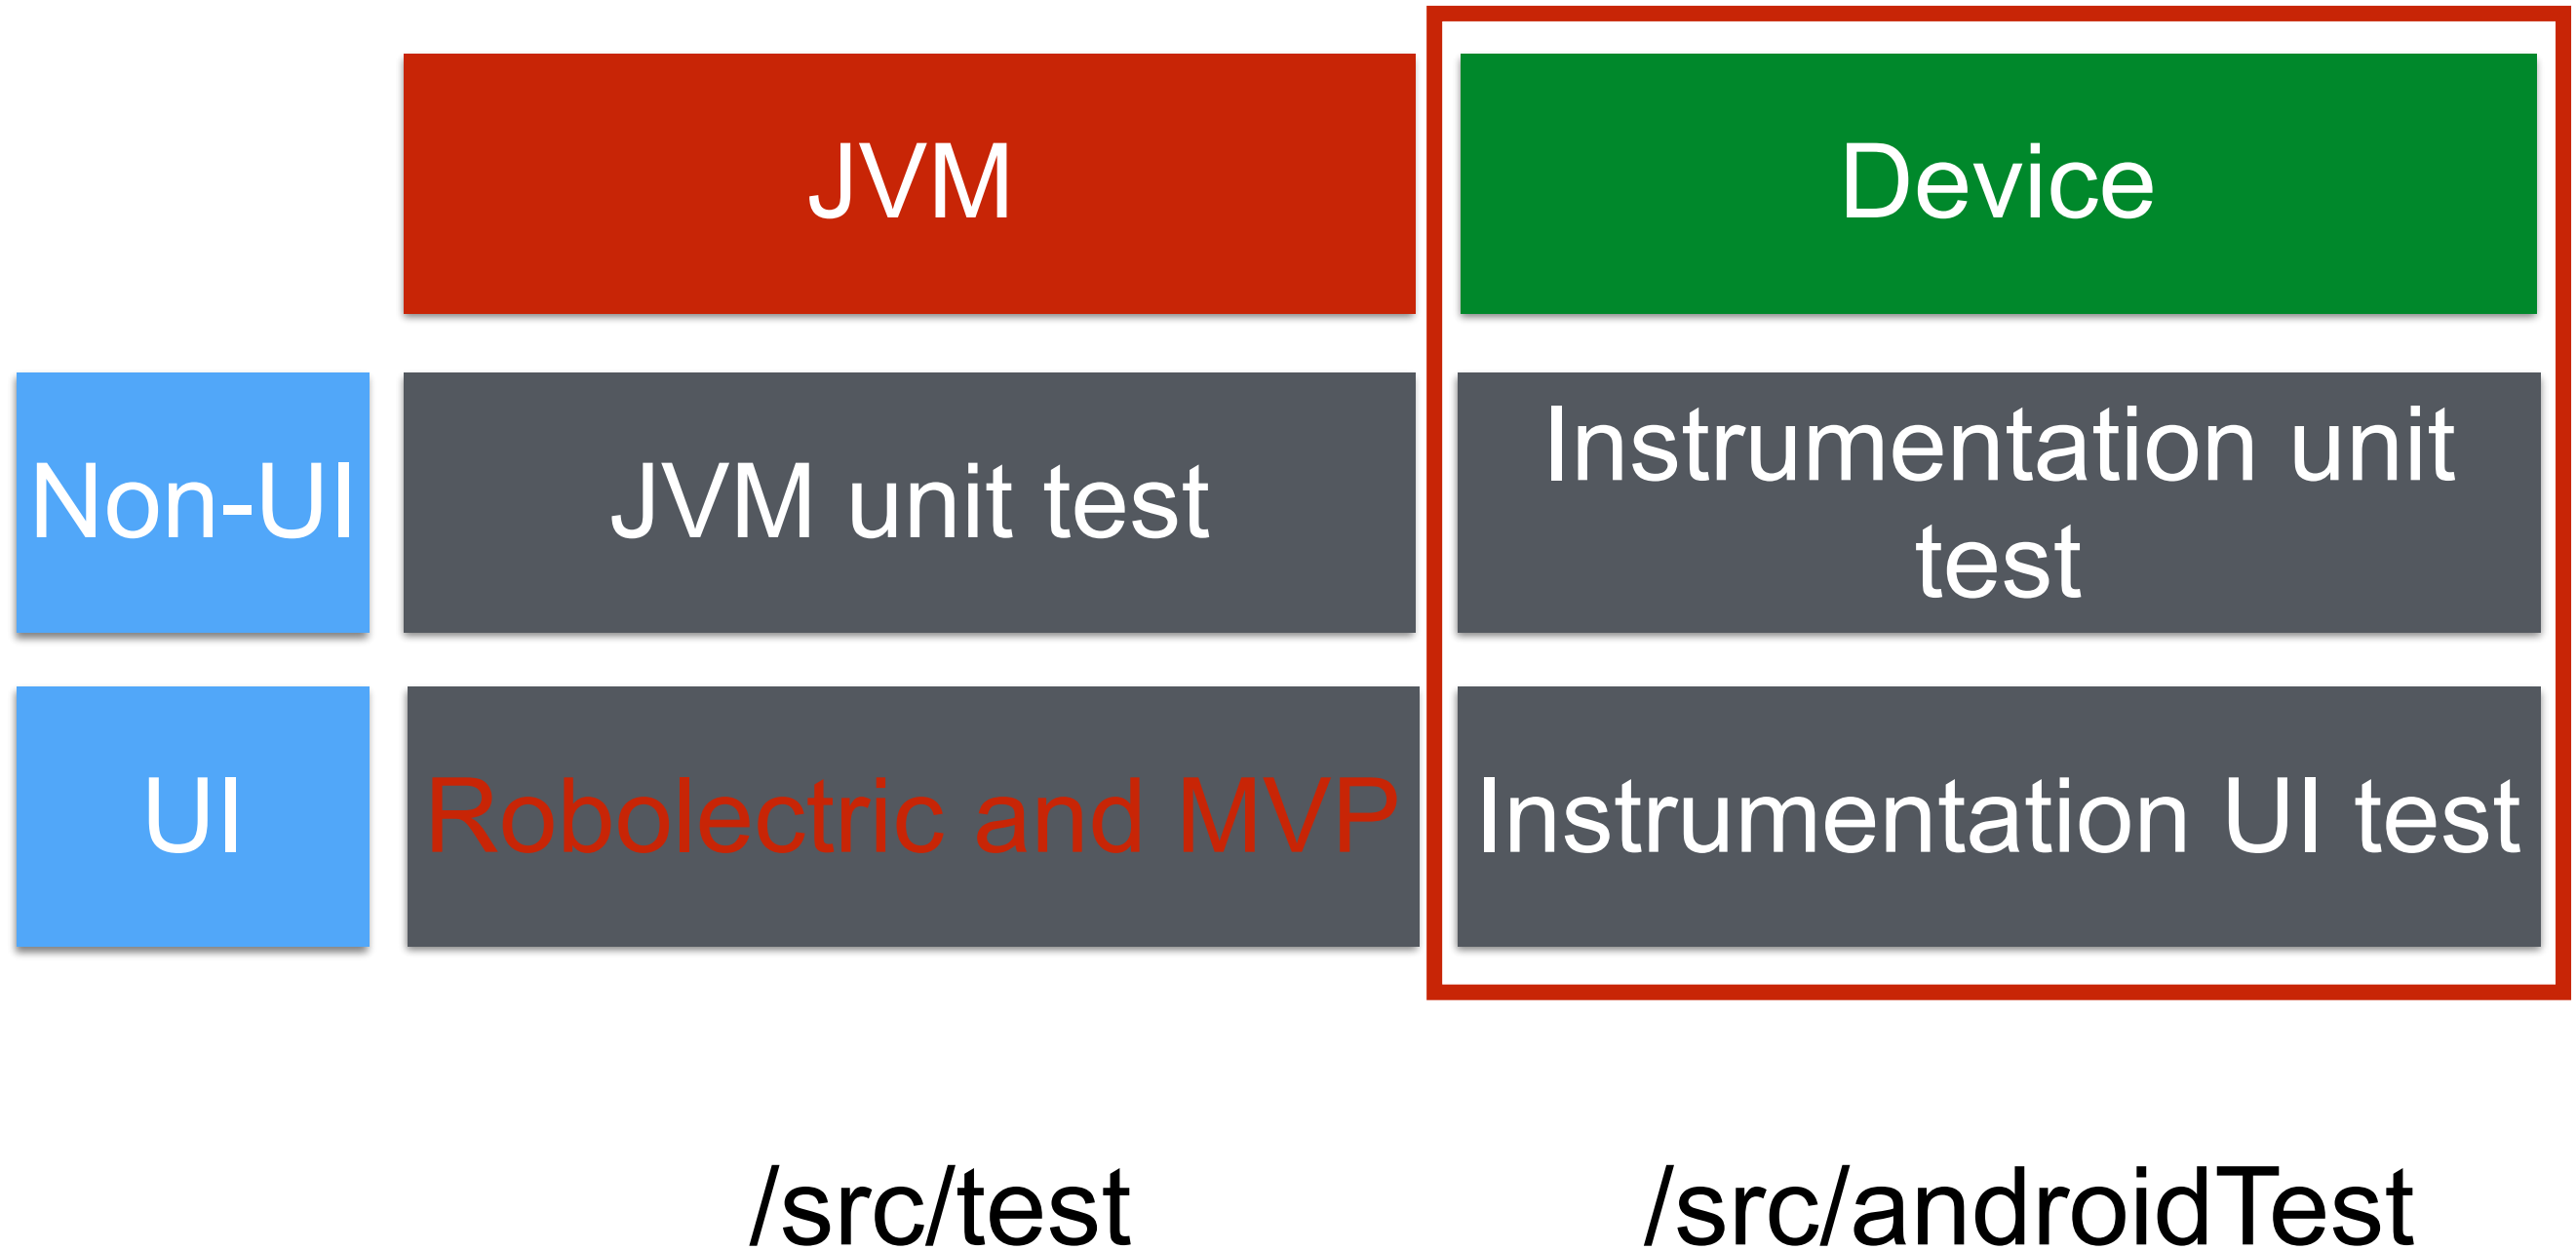 JVM
Device
Non-UI
JVM unit test
Instrumentation unit
test
UI
Robolectric and MVP
Instrumentation UI test
/src/test
/src/androidTest